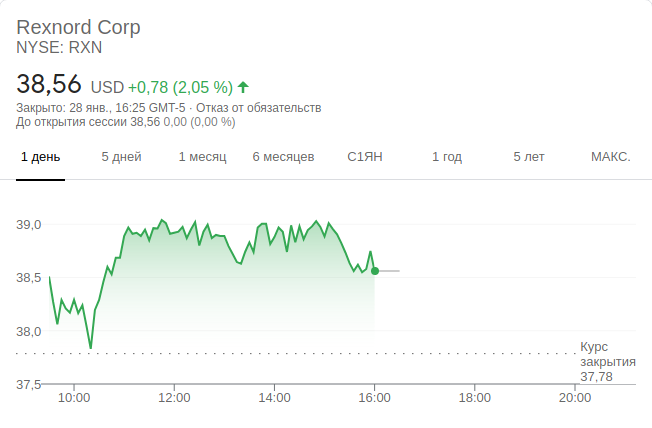 Rexnord Corp
NYSE: RXN
38,56 USD +0,78 (2,05 %)
Закрыто: 28 янв., 16:25 GMT-5 · Отказ от обязательств
До открытия сессии 38,56 0,00 (0,00 %)
1 день 5 дней 1 месяц 6 месяцев С1ЯН 1 год 5 лет МАКС.
39,0
38,5
38,0
Курс
закрытия
37,78
37,5
10:00 12:00 14:00 16:00 18:00 20:00